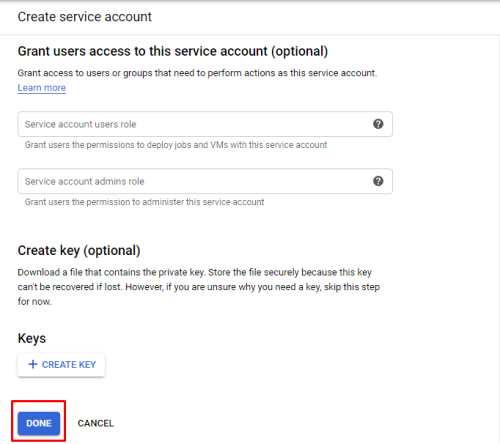 Create service account
Grant users access to this service account (optional)
Grant access to users or groups that need to perform actions as this service account.
Learn more
Service account users role
Grant users the permissions to deploy jobs and VMs with this service account
Service account admins role
Grant users the permission to administer this service account
Create key (optional)
Download a file that contains the private key. Store the file securely because this key
can't be recovered if lost. However, if you are unsure why you need a key, skip this step
for now.
Keys
+ CREATE KEY
DONE CANCEL